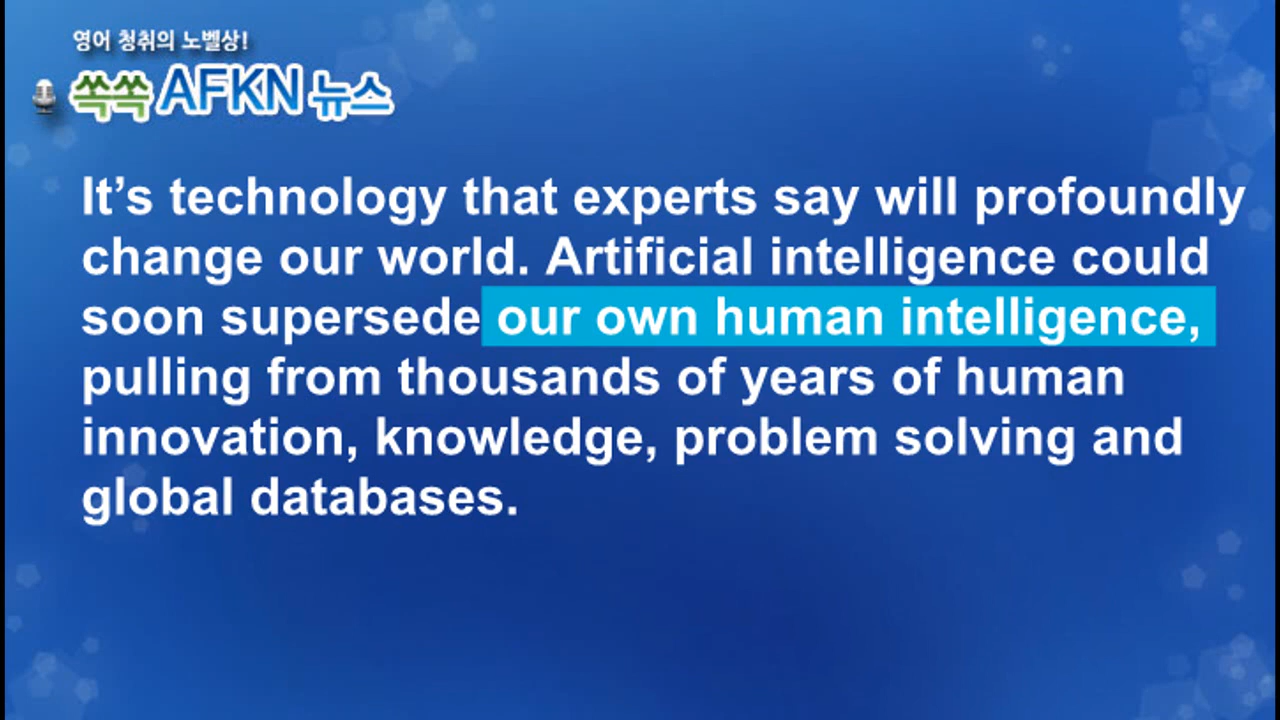 영어 청취의 노벨상!
쏙쏙 AFKN 뉴스
It’s technology that experts say will profoundly
change our world. Artificial intelligence could
soon supersede our own human intelligence,
pulling from thousands of years of human
innovation, knowledge, problem solving and
global databases.